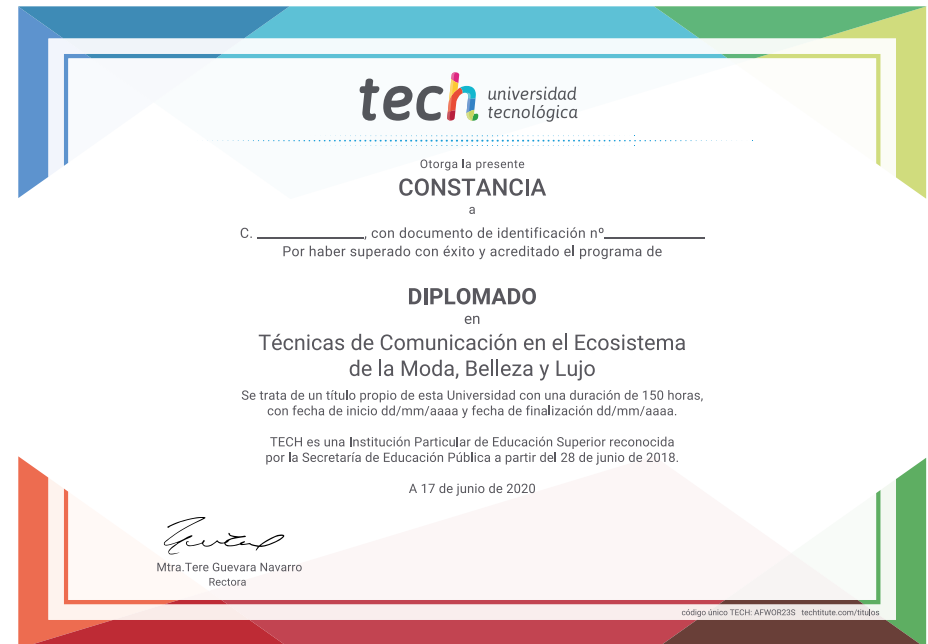 tech universidad
tecnológica
Otorga la presente
CONSTANCIA
a
C. ______________, con documento de identificación nº_____________
Por haber superado con éxito y acreditado el programa de
DIPLOMADO
en
Técnicas de Comunicación en el Ecosistema
de la Moda, Belleza y Lujo
Se trata de un título propio de esta Universidad con una duración de 150 horas,
con fecha de inicio dd/mm/aaaa y fecha de finalización dd/mm/aaaa.
TECH es una Institución Particular de Educación Superior reconocida
por la Secretaría de Educación Pública a partir del 28 de junio de 2018.
A 17 de junio de 2020
Mtra.Tere Guevara Navarro
Rectora
código único TECH: AFWOR23S techtitute.com/titulos